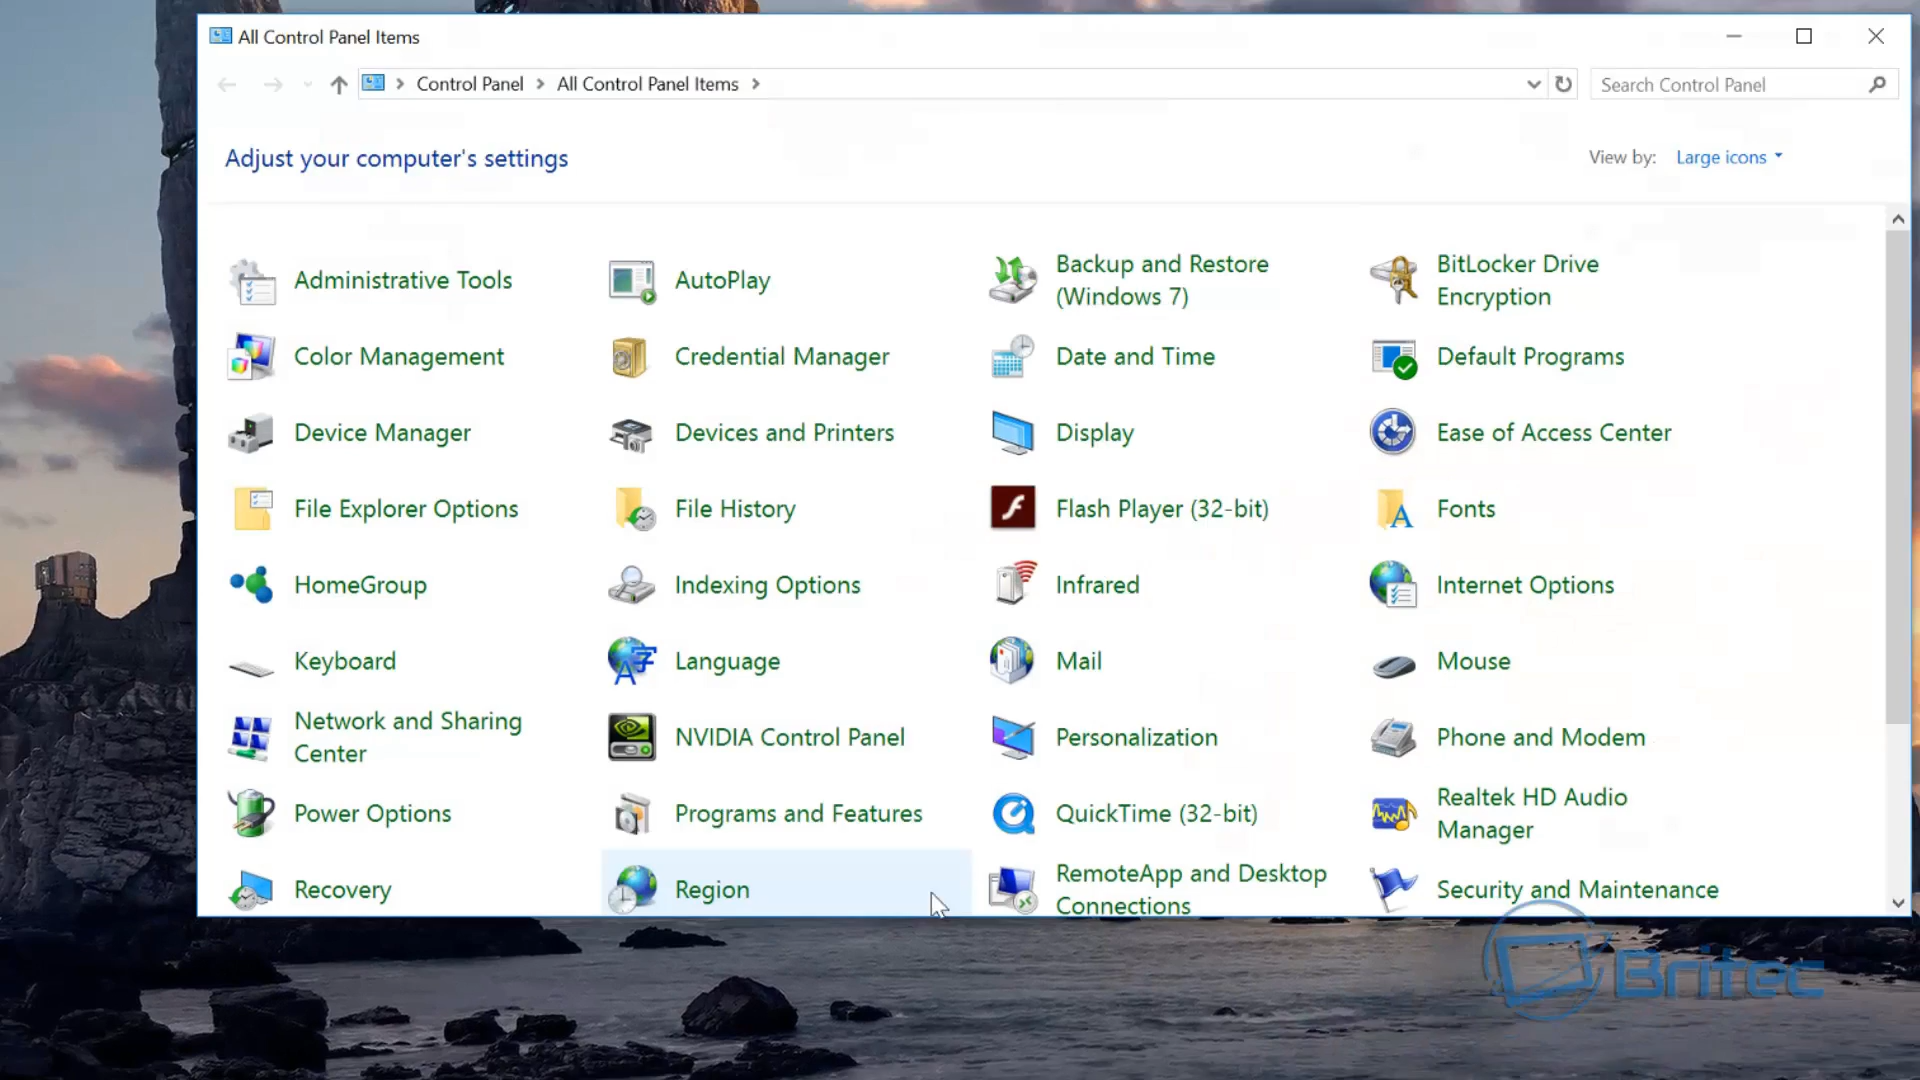 All Control Panel Items
Control Panel
All Control Panel Items
Search Control Panel
Adjust your computer's settings
View by:
Large icons
Administrative Tools
AutoPlay
Backup and Restore
(Windows 7)
BitLocker Drive
Encryption
Color Management
Credential Manager
Date and Time
Default Programs
Device Manager
Devices and Printers
Display
Ease of Access Center
File Explorer Options
File History
Flash Player (32-bit)
Fonts
HomeGroup
Indexing Options
Infrared
Internet Options
Keyboard
Language
Mail
Mouse
Network and Sharing
Center
NVIDIA Control Panel
Personalization
Phone and Modem
Power Options
Programs and Features
QuickTime (32-bit)
Realtek HD Audio
Manager
Recovery
Region
RemoteApp and Desktop
Connections
Security and Maintenance
Britec